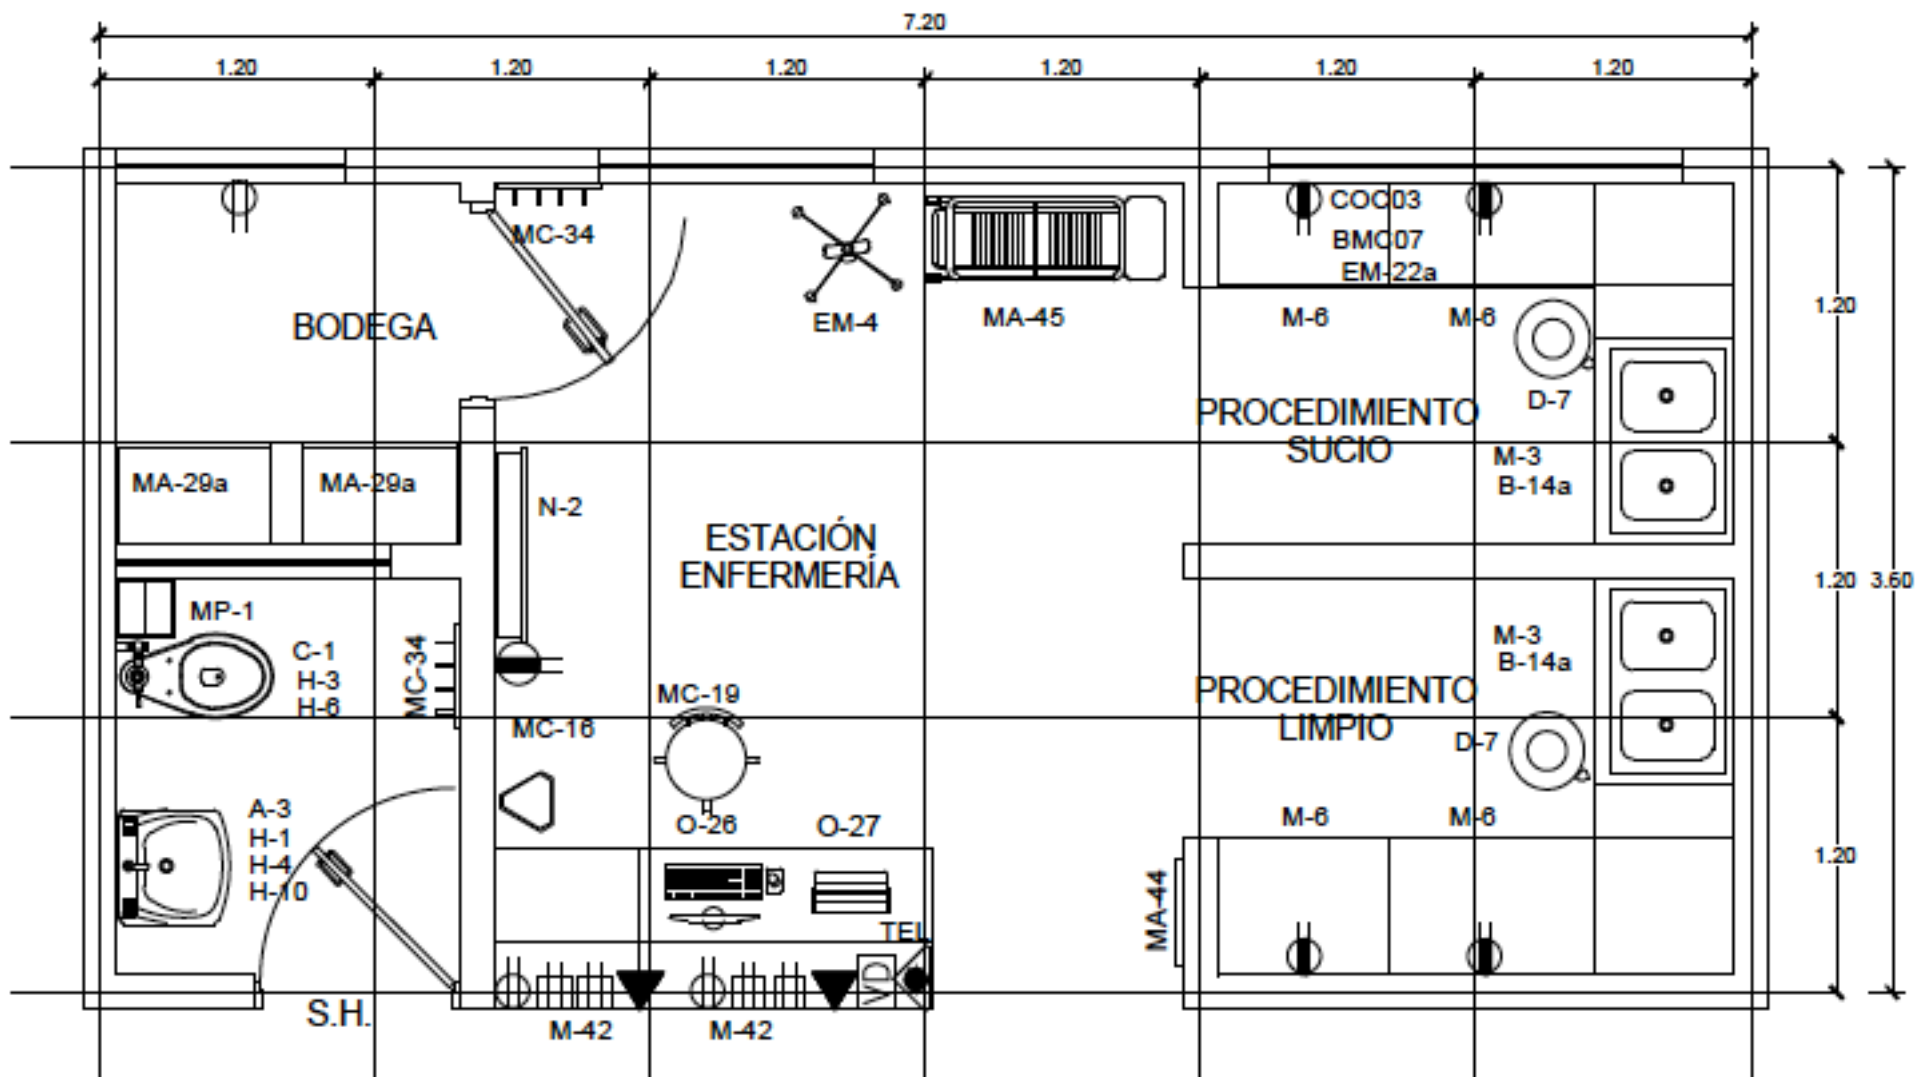 7.20
1.20 1.20 1.20 1.20 1.20 1.20
MC-34
COC03
BMC07
EM-22a
BODEGA
EM-4
MA-45
M-6
M-6
1.20
D-7
PROCEDIMIENTO
SUCIO
MA-29a
MA-29a
N-2
M-3
B-14a
ESTACIÓN
ENFERMERÍA
1.20
3.60
MP-1
C-1
H-3
H-6
MC-34
MC-19
MC-16
M-3
B-14a
PROCEDIMIENTO
LIMPIO
D-7
A-3
H-1
H-4
H-10
O-26
O-27
M-6
M-6
1.20
MA-44
TEL
VD
S.H.
M-42
M-42